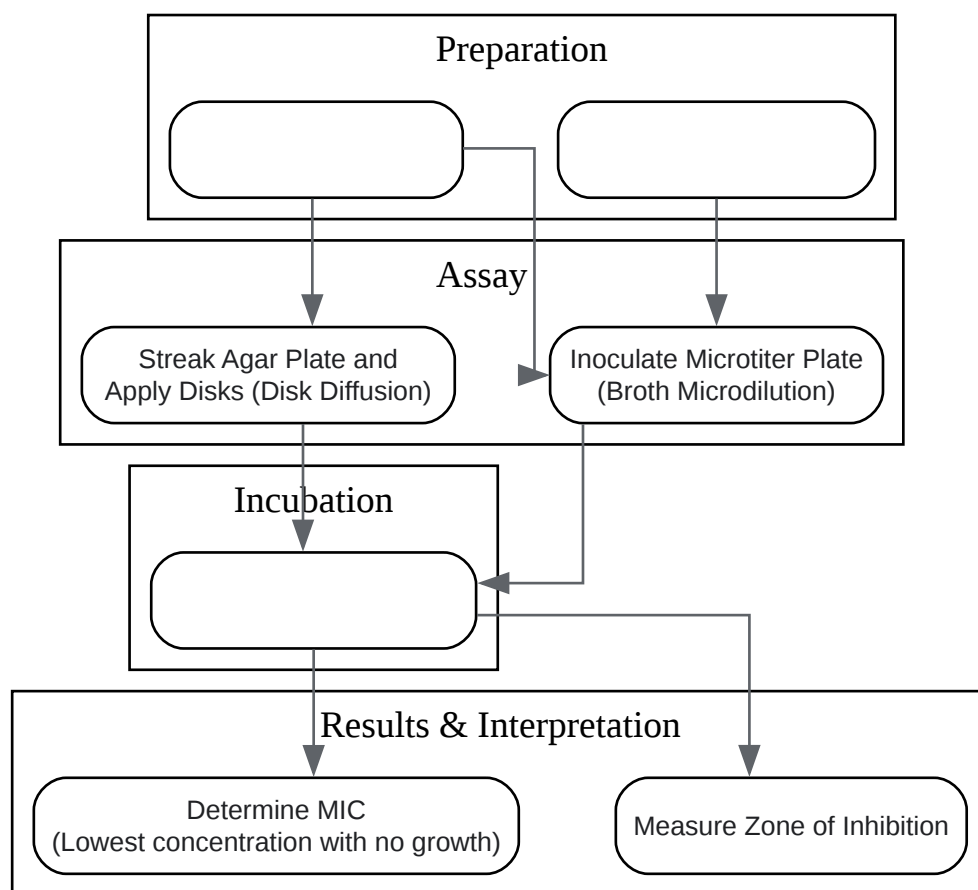 Preparation
Assay
Streak Agar Plate and
Apply Disks (Disk Diffusion)
Inoculate Microtiter Plate
(Broth Microdilution)
Incubation
Results & Interpretation
Determine MIC
(Lowest concentration with no growth)
Measure Zone of Inhibition